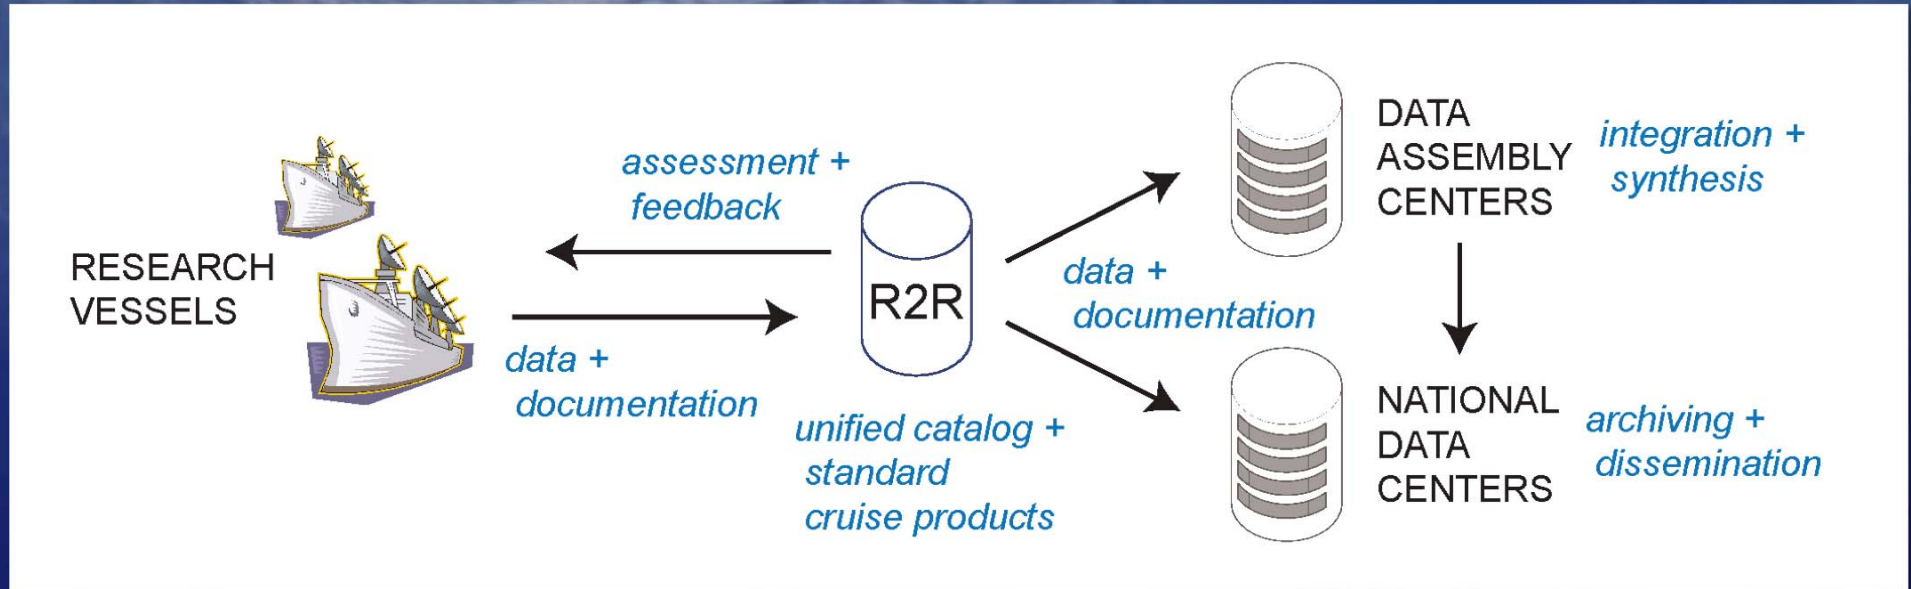 RESEARCH
VESSELS
assessment +
feedback
data +
documentation
R2R
unified catalog +
standard
cruise products
data +
documentation
DATA
ASSEMBLY
CENTERS
integration +
synthesis
NATIONAL
DATA
CENTERS
archiving +
dissemination